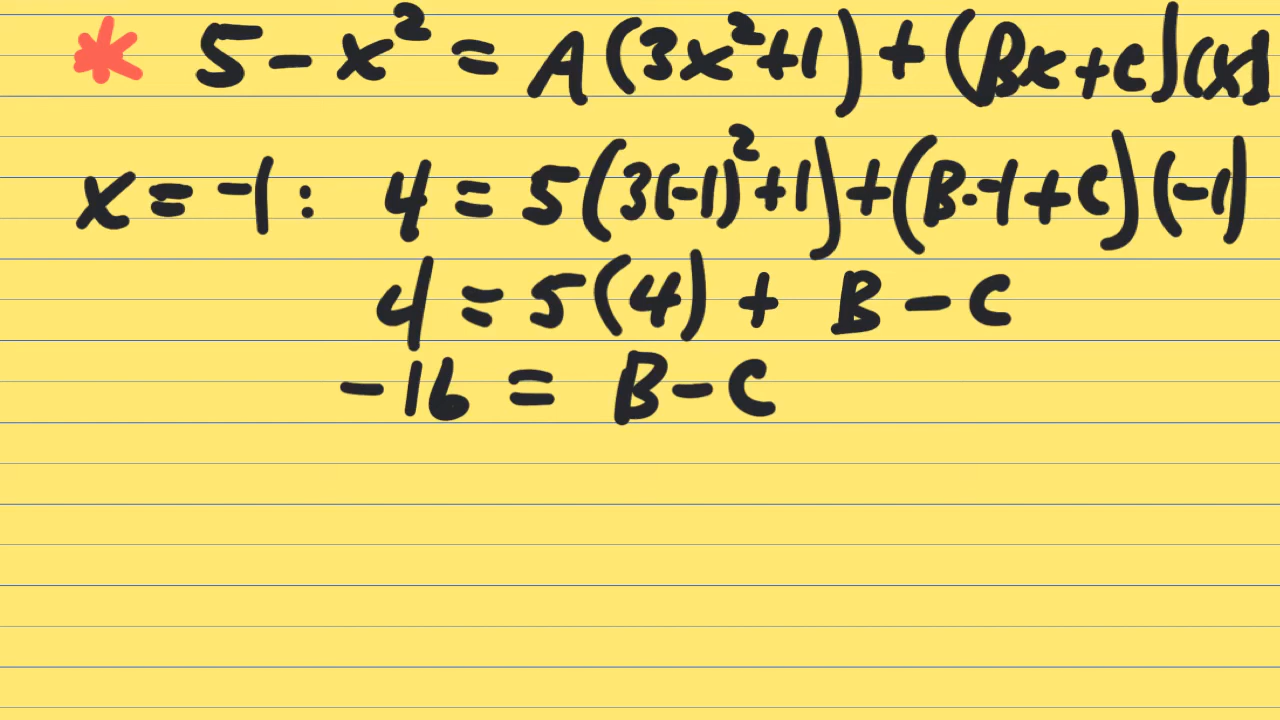 * 5 - x² = A(3x²+1) + (Bx+C)(x)
x = -1: 4 = 5(3(-1)²+1)+(B·-1+C)(-1)
4 = 5(4) + B - C
-16 = B - C